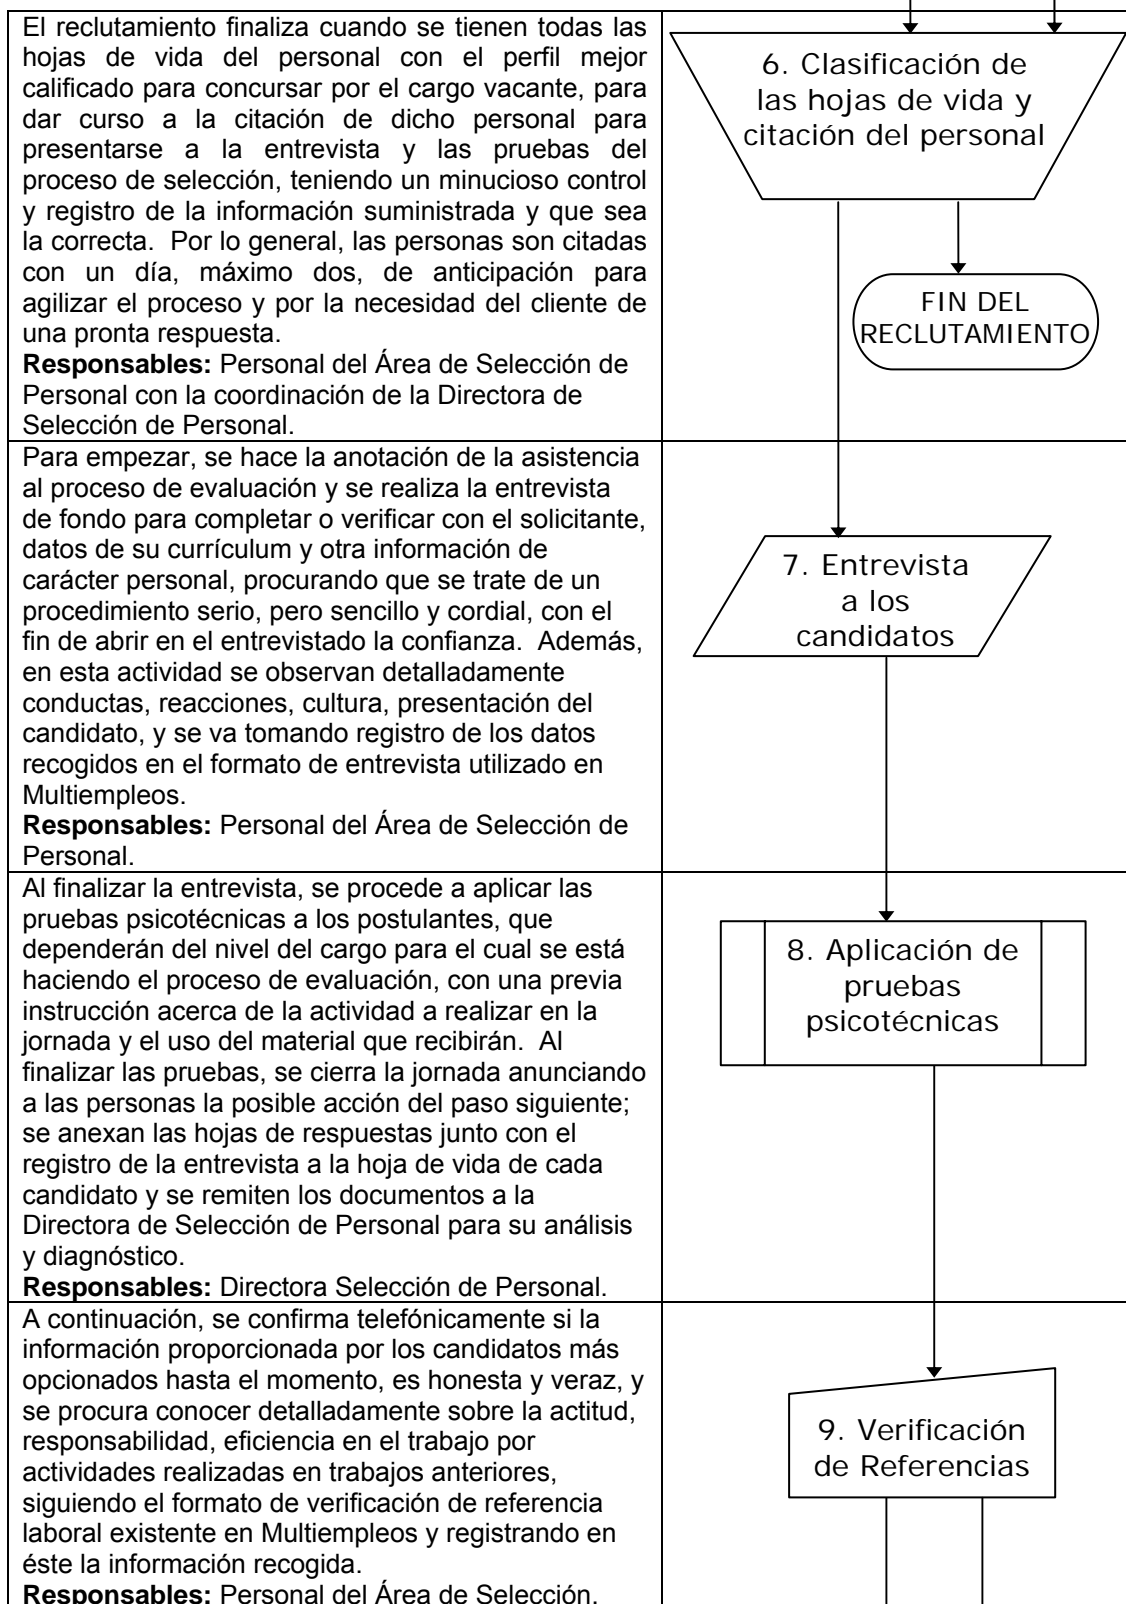 El reclutamiento finaliza cuando se tienen todas las
hojas de vida del personal con el perfil mejor
calificado para concursar por el cargo vacante, para
dar curso a la citación de dicho personal para
presentarse a la entrevista y las pruebas del
proceso de selección, teniendo un minucioso control
y registro de la información suministrada y que sea
la correcta. Por lo general, las personas son citadas
con un día, máximo dos, de anticipación para
agilizar el proceso y por la necesidad del cliente de
una pronta respuesta.
Responsables: Personal del Área de Selección de
Personal con la coordinación de la Directora de
Selección de Personal.
6. Clasificación de
las hojas de vida y
citación del personal
FIN DEL
RECLUTAMIENTO
Para empezar, se hace la anotación de la asistencia
al proceso de evaluación y se realiza la entrevista
de fondo para completar o verificar con el solicitante,
datos de su currículum y otra información de
carácter personal, procurando que se trate de un
procedimiento serio, pero sencillo y cordial, con el
fin de abrir en el entrevistado la confianza. Además,
en esta actividad se observan detalladamente
conductas, reacciones, cultura, presentación del
candidato, y se va tomando registro de los datos
recogidos en el formato de entrevista utilizado en
Multiempleos.
Responsables: Personal del Área de Selección de
Personal.
7. Entrevista
a los
candidatos
Al finalizar la entrevista, se procede a aplicar las
pruebas psicotécnicas a los postulantes, que
dependerán del nivel del cargo para el cual se está
haciendo el proceso de evaluación, con una previa
instrucción acerca de la actividad a realizar en la
jornada y el uso del material que recibirán. Al
finalizar las pruebas, se cierra la jornada anunciando
a las personas la posible acción del paso siguiente;
se anexan las hojas de respuestas junto con el
registro de la entrevista a la hoja de vida de cada
candidato y se remiten los documentos a la
Directora de Selección de Personal para su análisis
y diagnóstico.
Responsables: Directora Selección de Personal.
8. Aplicación de
pruebas
psicotécnicas
A continuación, se confirma telefónicamente si la
información proporcionada por los candidatos más
opcionados hasta el momento, es honesta y veraz, y
se procura conocer detalladamente sobre la actitud,
responsabilidad, eficiencia en el trabajo por
actividades realizadas en trabajos anteriores,
siguiendo el formato de verificación de referencia
laboral existente en Multiempleos y registrando en
éste la información recogida.
Responsables: Personal del Área de Selección.
9. Verificación
de Referencias